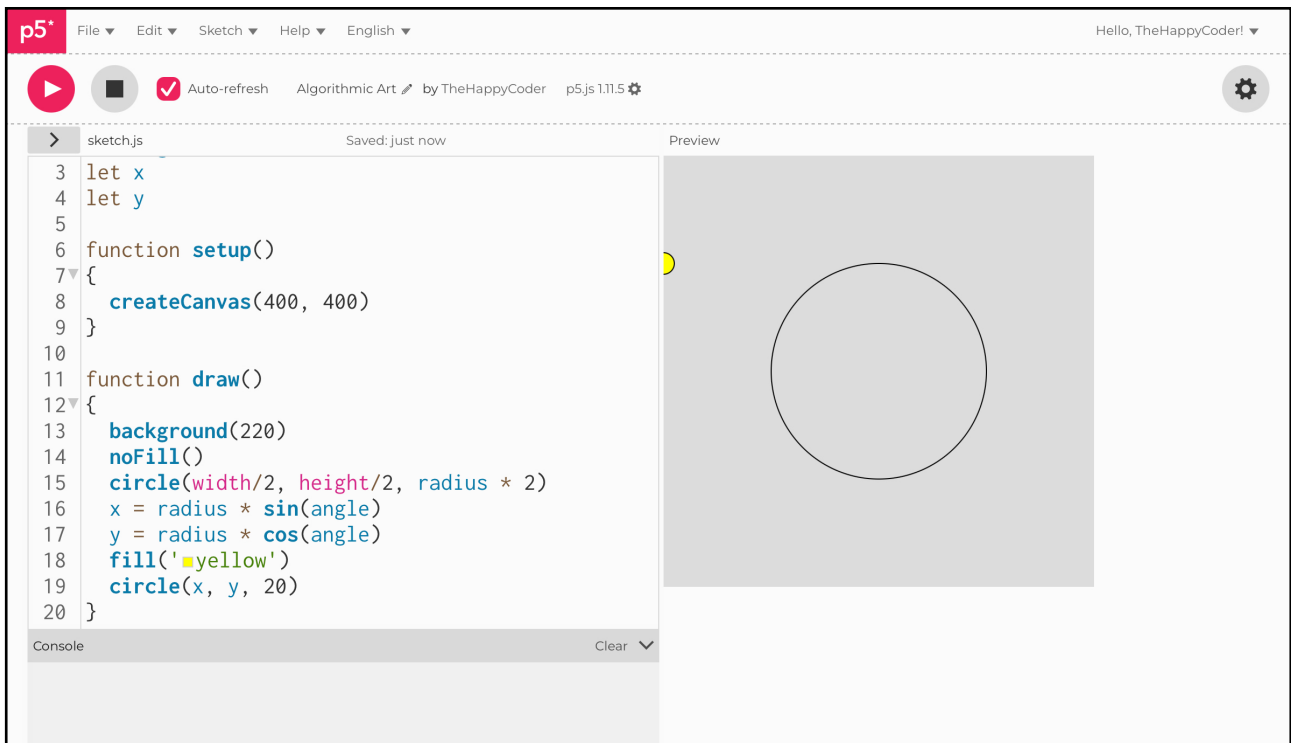 p5* File Edit Sketch Help English Hello, TheHappyCoder!
Auto-refresh Algorithmic Art by TheHappyCoder p5.js 1.11.5
sketch.js Saved: just now Preview
3 let x
4 let y
5
6 function setup()
7 {
8 createCanvas(400, 400)
9 }
10
11 function draw()
12 {
13 background(220)
14 noFill()
15 circle(width/2, height/2, radius * 2)
16 x = radius * sin(angle)
17 y = radius * cos(angle)
18 fill('yellow')
19 circle(x, y, 20)
20 }
Console Clear